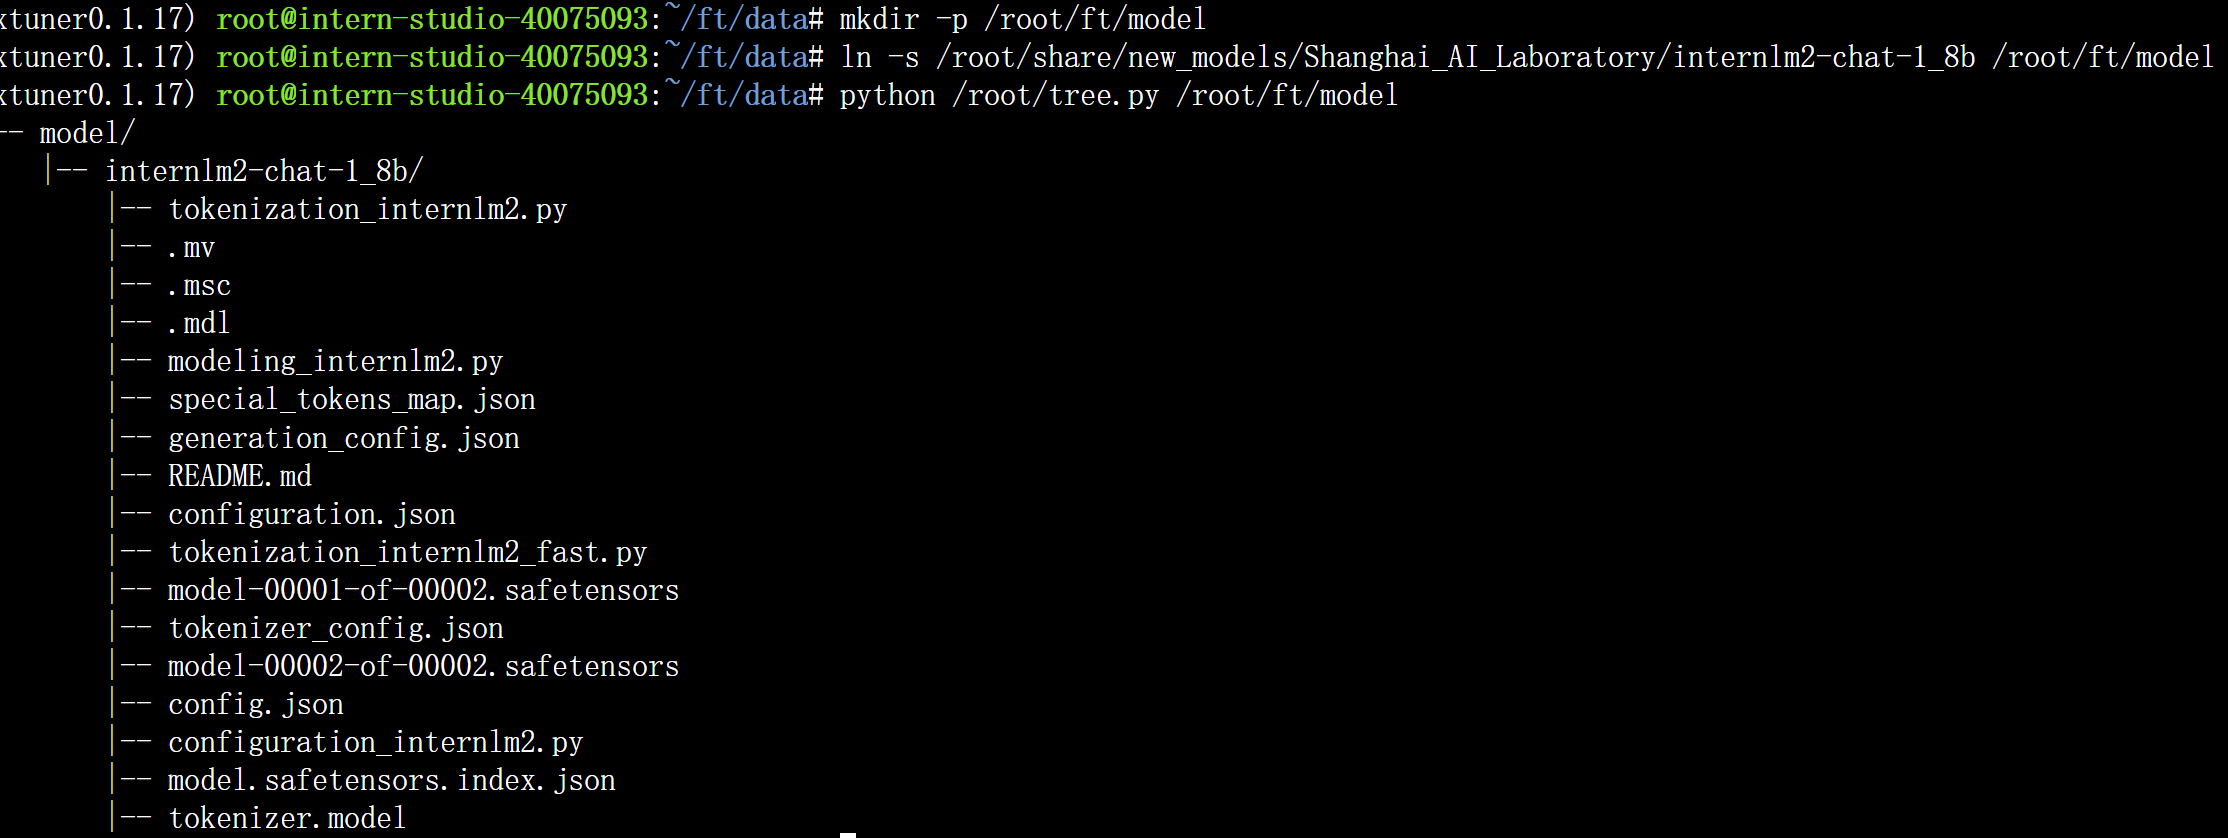 xtuner0.1.17) root@intern-studio-40075093:~/ft/data# mkdir -p /root/ft/model
xtuner0.1.17) root@intern-studio-40075093:~/ft/data# ln -s /root/share/new_models/Shanghai_AI_Laboratory/internlm2-chat-1_8b /root/ft/model
xtuner0.1.17) root@intern-studio-40075093:~/ft/data# python /root/tree.py /root/ft/model
-- model/
|-- internlm2-chat-1_8b/
|-- tokenization_internlm2.py
|-- .mv
|-- .msc
|-- .mdl
|-- modeling_internlm2.py
|-- special_tokens_map.json
|-- generation_config.json
|-- README.md
|-- configuration.json
|-- tokenization_internlm2_fast.py
|-- model-00001-of-00002.safetensors
|-- tokenizer_config.json
|-- model-00002-of-00002.safetensors
|-- config.json
|-- configuration_internlm2.py
|-- model.safetensors.index.json
|-- tokenizer.model